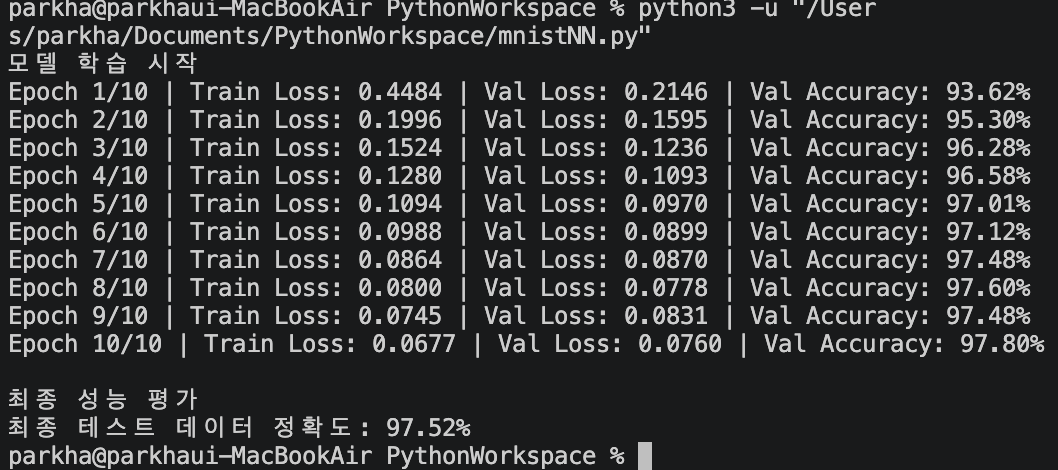 parkha@parkhaui-MacBookAir PythonWorkspace % python3 -u "/User
s/parkha/Documents/PythonWorkspace/mnistNN.py"
모델 학습 시작
Epoch 1/10 | Train Loss: 0.4484 | Val Loss: 0.2146 | Val Accuracy: 93.62%
Epoch 2/10 | Train Loss: 0.1996 | Val Loss: 0.1595 | Val Accuracy: 95.30%
Epoch 3/10 | Train Loss: 0.1524 | Val Loss: 0.1236 | Val Accuracy: 96.28%
Epoch 4/10 | Train Loss: 0.1280 | Val Loss: 0.1093 | Val Accuracy: 96.58%
Epoch 5/10 | Train Loss: 0.1094 | Val Loss: 0.0970 | Val Accuracy: 97.01%
Epoch 6/10 | Train Loss: 0.0988 | Val Loss: 0.0899 | Val Accuracy: 97.12%
Epoch 7/10 | Train Loss: 0.0864 | Val Loss: 0.0870 | Val Accuracy: 97.48%
Epoch 8/10 | Train Loss: 0.0800 | Val Loss: 0.0778 | Val Accuracy: 97.60%
Epoch 9/10 | Train Loss: 0.0745 | Val Loss: 0.0831 | Val Accuracy: 97.48%
Epoch 10/10 | Train Loss: 0.0677 | Val Loss: 0.0760 | Val Accuracy: 97.80%
최종 성능 평가
최종 테스트 데이터 정확도: 97.52%
parkha@parkhaui-MacBookAir PythonWorkspace %